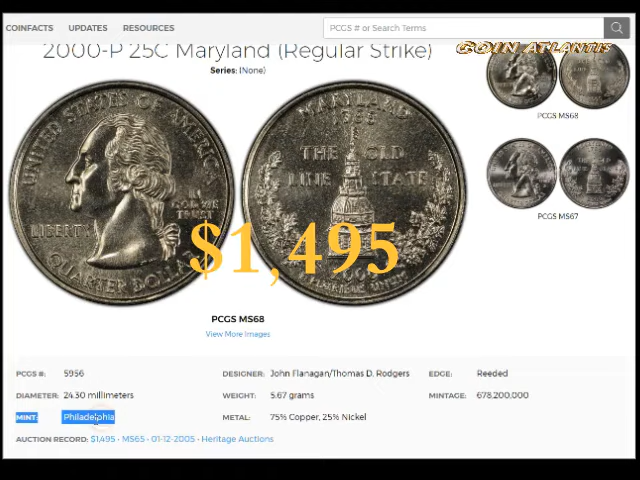 COINFACTS UPDATES RESOURCES
PCGS # or Search Terms
COIN ATLANTIS
2000-P 25C Maryland (Regular Strike)
Series: (None)
UNITED STATES OF AMERICA
LIBERTY
IN GOD WE TRUST
QUARTER DOLLAR
MARYLAND
1788
THE OLD
LINE STATE
2000
E PLURIBUS UNUM
$1,495
PCGS MS68
View More Images
PCGS MS68
PCGS MS67
PCGS #: 5956
DESIGNER: John Flanagan/Thomas D. Rodgers
EDGE: Reeded
DIAMETER: 24.30 millimeters
WEIGHT: 5.67 grams
MINTAGE: 678,200,000
MINT: Philadelphia
METAL: 75% Copper, 25% Nickel
AUCTION RECORD: $1,495 - MS65 - 01-12-2005 - Heritage Auctions